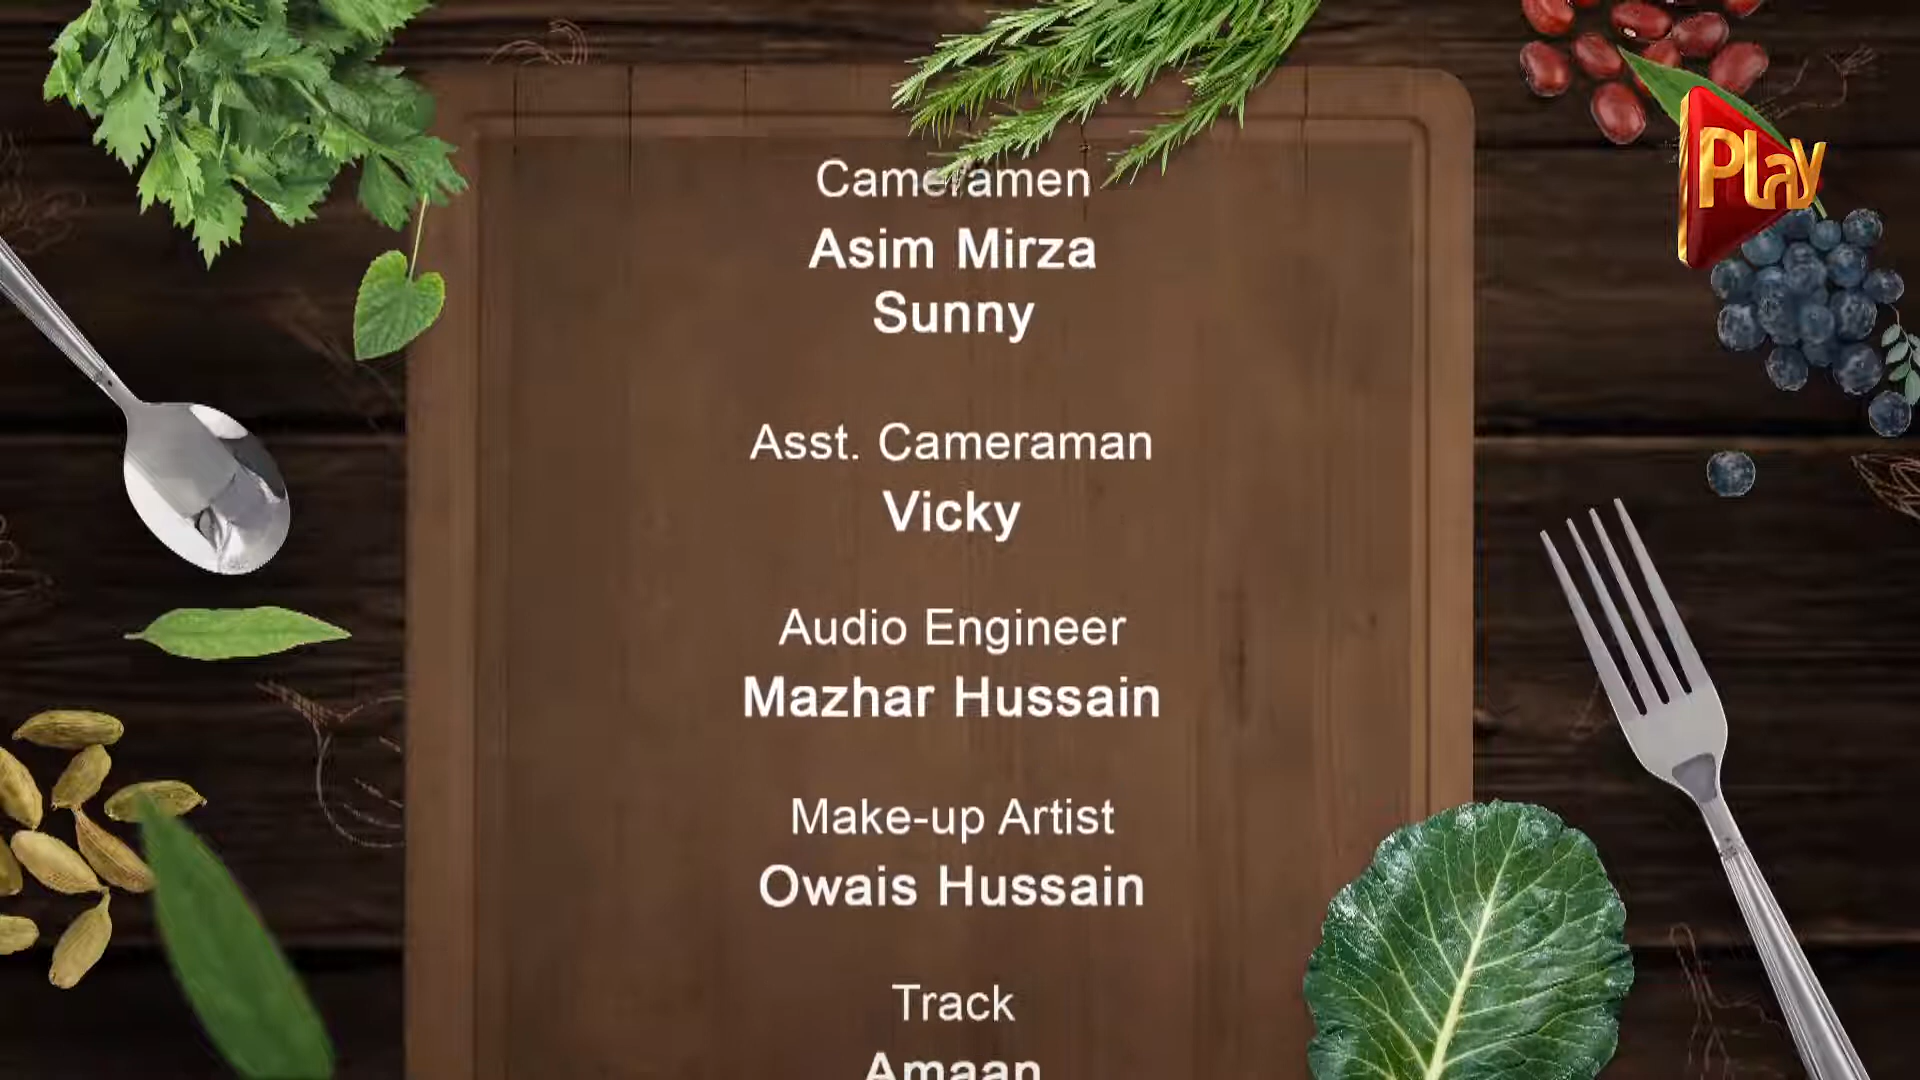 Play
Cameramen
Asim Mirza
Sunny
Asst. Cameraman
Vicky
Audio Engineer
Mazhar Hussain
Make-up Artist
Owais Hussain
Track
Amaan